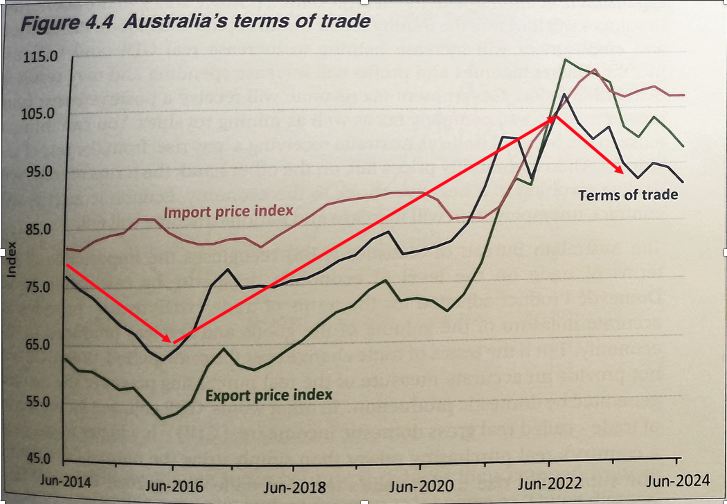 Figure 4.4 Australia's terms of trade
115.0
105.0
95.0
85.0
75.0
65.0
55.0
45.0
Index
Import price index
Terms of trade
Export price index
Jun-2014
Jun-2016
Jun-2018
Jun-2020
Jun-2022
Jun-2024